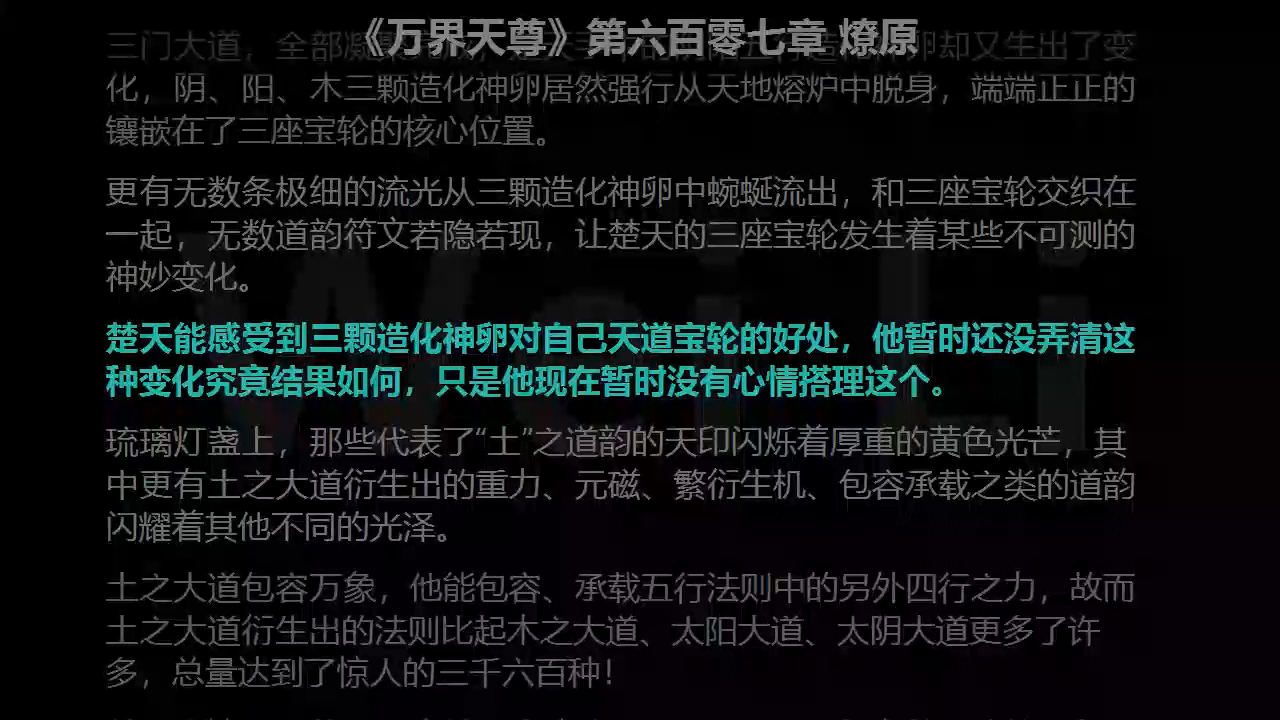 《万界天尊》第六百零七章 燎原
三门大道，全部凝
卵却又生出了变
化，阴、阳、木三颗造化神卵居然强行从天地熔炉中脱身，端端正正的
镶嵌在了三座宝轮的核心位置。
更有无数条极细的流光从三颗造化神卵中蜿蜒流出，和三座宝轮交织在
一起，无数道韵符文若隐若现，让楚天的三座宝轮发生着某些不可测的
神妙变化。
楚天能感受到三颗造化神卵对自己天道宝轮的好处，他暂时还没弄清这
种变化究竟结果如何，只是他现在暂时没有心情搭理这个。
琉璃灯盏上，那些代表了“土”之道韵的天印闪烁着厚重的黄色光芒，其
中更有土之大道衍生出的重力、元磁、繁衍生机、包容承载之类的道韵
闪耀着其他不同的光泽。
土之大道包容万象，他能包容、承载五行法则中的另外四行之力，故而
土之大道衍生出的法则比起木之大道、太阳大道、太阴大道更多了许
多，总量达到了惊人的三千六百种！
Wei Li